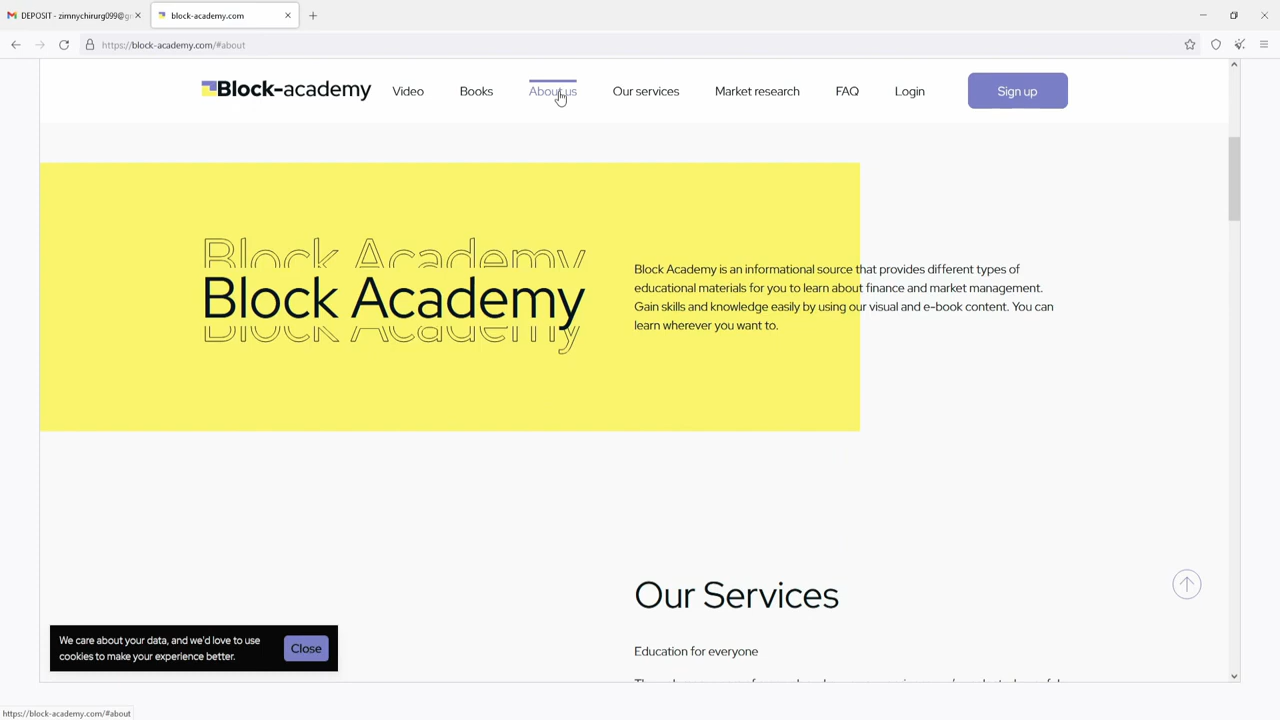 DEPOSIT - zimnychirurg099@g
block-academy.com
https://block-academy.com/#about
Block-academy
Video
Books
About us
Our services
Market research
FAQ
Login
Sign up
Block Academy
Block Academy
Block Academy
Block Academy is an informational source that provides different types of
educational materials for you to learn about finance and market management.
Gain skills and knowledge easily by using our visual and e-book content. You can
learn wherever you want to.
Our Services
Education for everyone
We care about your data, and we'd love to use
cookies to make your experience better.
Close
https://block-academy.com/#about